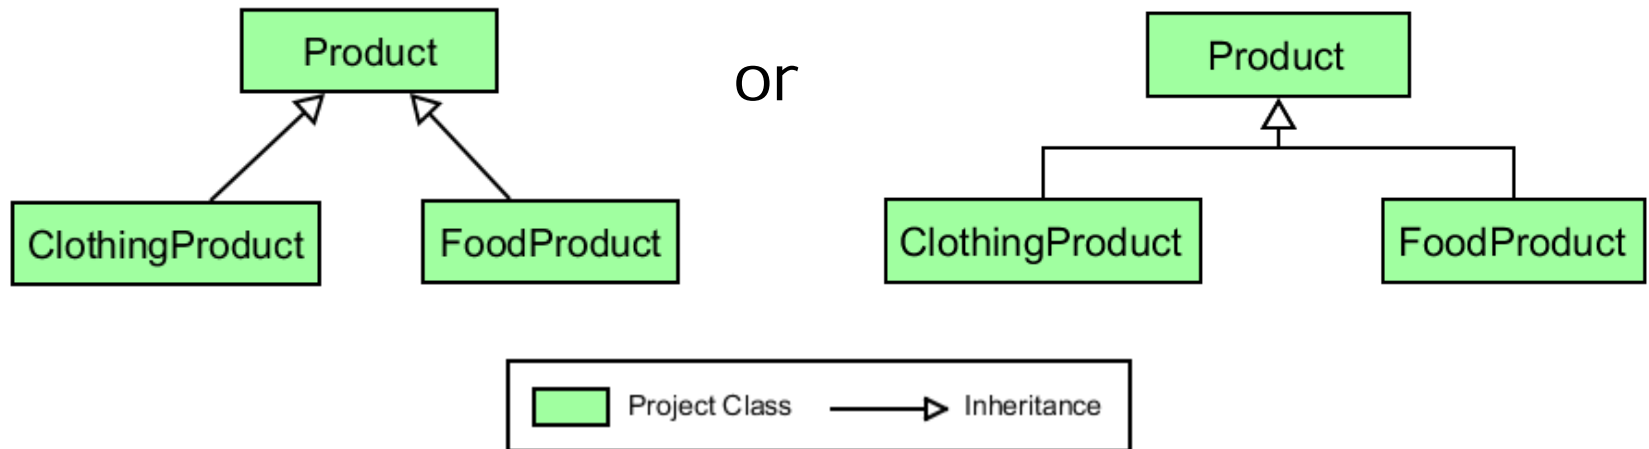 Product
or
Product
ClothingProduct
FoodProduct
ClothingProduct
FoodProduct
Project Class
Inheritance